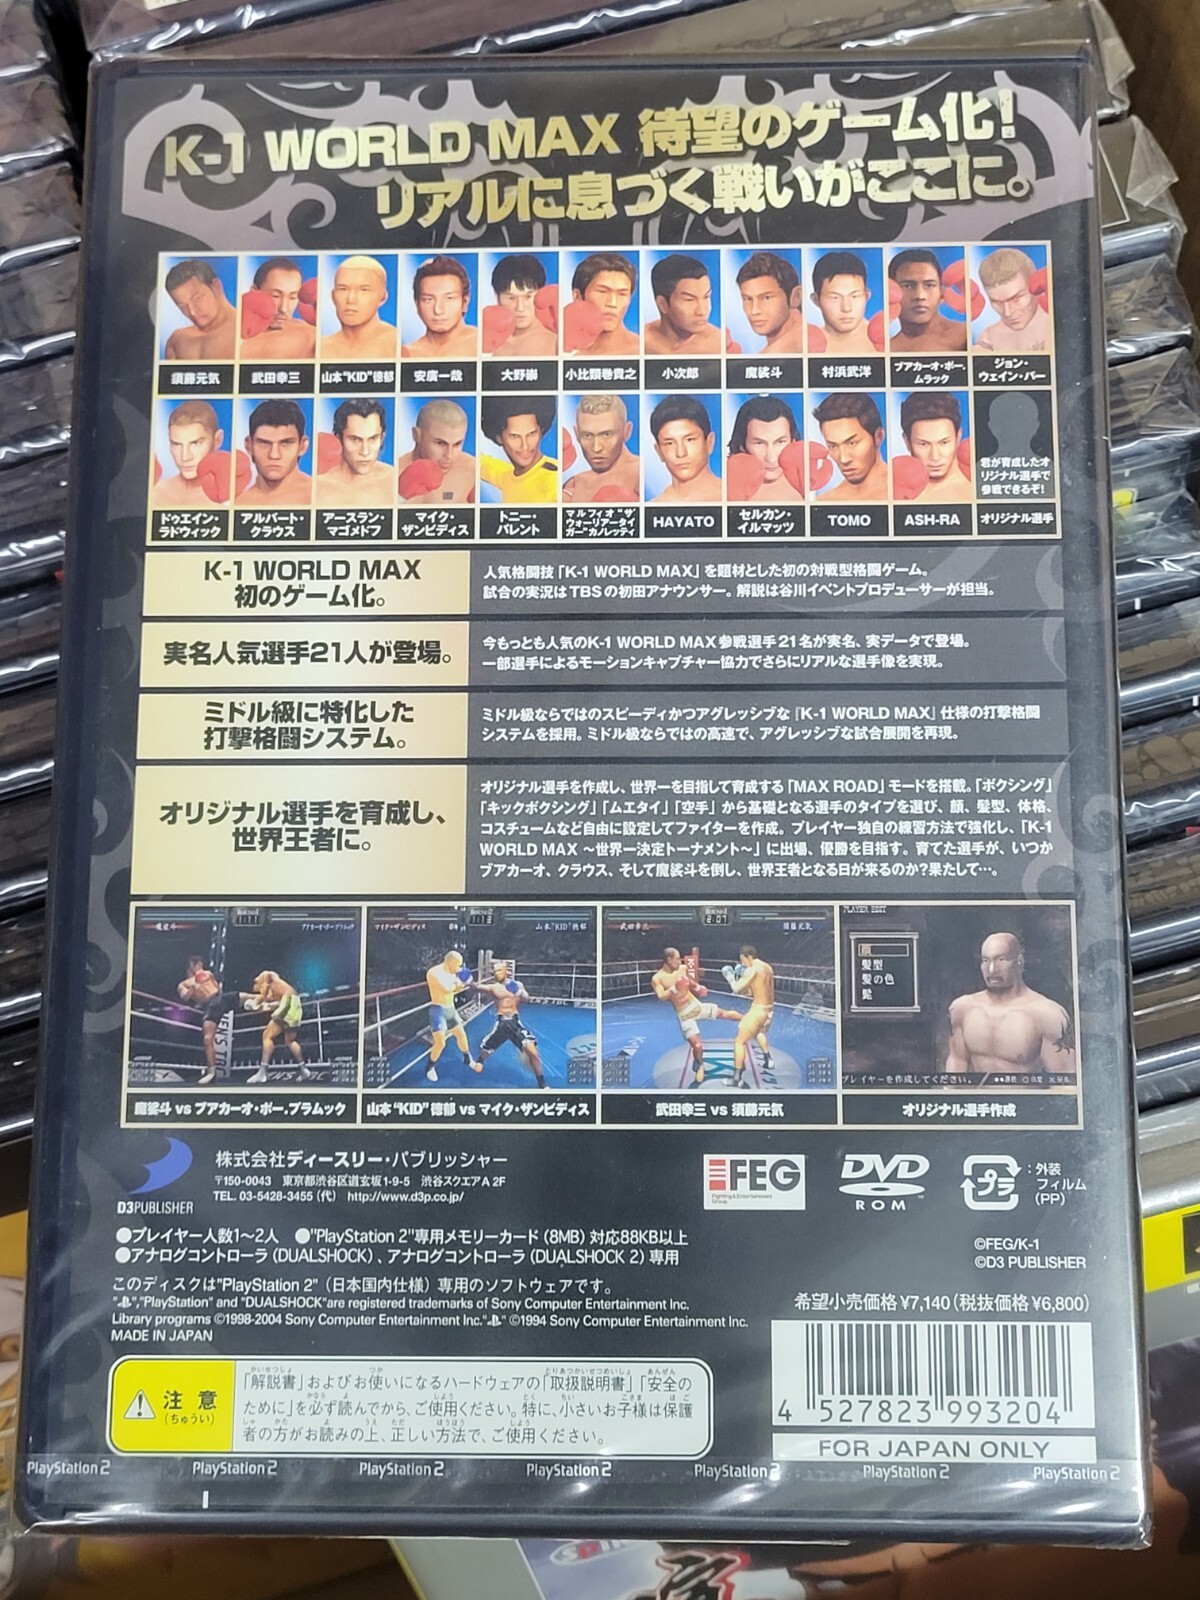 K-1 WORLD MAX 待望のゲーム化!
リアルに息づく戦いがここに。
須藤元気
武田幸三
山本"KID"徳郁
安廣一哉
大野崇
小比類巻貴之
小次郎
魔裟斗
村浜武洋
ブアカーオ・ポー.
プラムック
ジョン・
ウェイン・パー
君が育成したオ
リジナル選手で
参戦できるぞ!
ドゥエイン・
ラドウィック
アルバート・
クラウス
アースラン・
マゴメドフ
マイク・
ザンビディス
トニー・
バレント
マルフィオ"ザ・
ウォーリアータイ
ガー"カノレッティ
HAYATO
セルカン・
イルマッツ
TOMO
ASH-RA
オリジナル選手
K-1 WORLD MAX
初のゲーム化。
人気格闘技「K-1 WORLD MAX」を題材とした初の対戦型格闘ゲーム。
試合の実況はTBSの初田アナウンサー。解説は谷川イベントプロデューサーが担当。
実名人気選手21人が登場。
今もっとも人気のK-1 WORLD MAX参戦選手21名が実名、実データで登場。
一部選手によるモーションキャプチャー協力でさらにリアルな選手像を実現。
ミドル級に特化した
打撃格闘システム。
ミドル級ならではのスピーディかつアグレッシブな『K-1 WORLD MAX』仕様の打撃格闘
システムを採用。ミドル級ならではの高速で、アグレッシブな試合展開を再現。
オリジナル選手を育成し、
世界王者に。
オリジナル選手を作成し、世界一を目指して育成する「MAX ROAD」モードを搭載。「ボクシング」
「キックボクシング」「ムエタイ」「空手」から基礎となる選手のタイプを選び、顔、髪型、体格、
コスチュームなど自由に設定してファイターを作成。プレイヤー独自の練習方法で強化し、「K-1
WORLD MAX ～世界一決定トーナメント～」に出場、優勝を目指す。育てた選手が、いつか
ブアカーオ、クラウス、そして魔裟斗を倒し、世界王者となる日が来るのか?果たして…。
PLAYER EDIT
顔
髪型
髪の色
髭
プレイヤーを作成してください。
魔裟斗 vs ブアカーオ・ポー.プラムック
山本"KID"徳郁 vs マイク・ザンビディス
武田幸三 vs 須藤元気
オリジナル選手作成
D3PUBLISHER
株式会社ディースリー・パブリッシャー
〒150-0043 東京都渋谷区道玄坂1-9-5 渋谷スクエアA 2F
TEL. 03-5428-3455(代) http://www.d3p.co.jp/
FEG
Fighting & Entertainment
Group
DVD
ROM
プラ
:外装
フィルム
(PP)
●プレイヤー人数1～2人 ●"PlayStation 2"専用メモリーカード(8MB)対応88KB以上
●アナログコントローラ(DUALSHOCK)、アナログコントローラ(DUALSHOCK 2)専用
©FEG/K-1
©D3 PUBLISHER
このディスクは"PlayStation 2"(日本国内仕様)専用のソフトウェアです。
"PlayStation" and "DUALSHOCK"are registered trademarks of Sony Computer Entertainment Inc.
Library programs ©1998-2004 Sony Computer Entertainment Inc." " ©1994 Sony Computer Entertainment Inc.
MADE IN JAPAN
希望小売価格¥7,140(税抜価格¥6,800)
注意
(ちゅうい)
「解説書」およびお使いになるハードウェアの「取扱説明書」「安全の
ために」を必ず読んでから、ご使用ください。特に、小さいお子様は保護
者の方がお読みの上、正しい方法で、ご使用ください。
4 527823 993204
FOR JAPAN ONLY
PlayStation 2 PlayStation 2 PlayStation 2 PlayStation 2 PlayStation 2 PlayStation 2 PlayStation 2